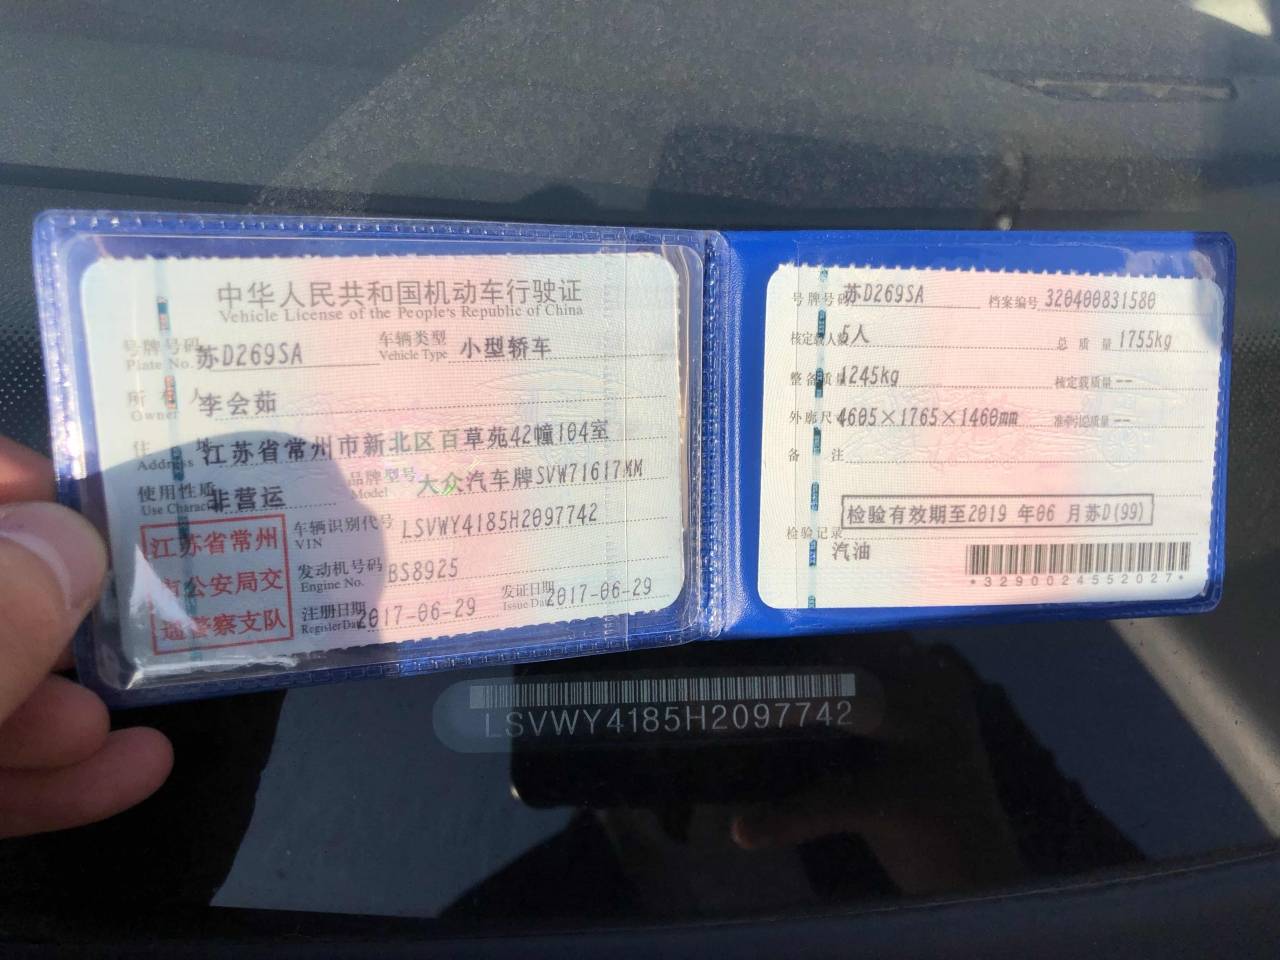 中华人民共和国机动车行驶证
Vehicle License of the People's Republic of China
号牌号码 苏D269SA 车辆类型 小型轿车
Plate No. Vehicle Type
所有人 李会茹
Owner
住址 江苏省常州市新北区百草苑42幢104室
Address
使用性质 非营运 品牌型号 大众汽车牌SVW71617MM
Use Character Model
江苏省常州
市公安局交
通警察支队
车辆识别代号 LSVWY4185H2097742
VIN
发动机号码 BS8925
Engine No.
注册日期 2017-06-29 发证日期 2017-06-29
Register Date Issue Date
号牌号码 苏D269SA 档案编号 320400831580
核定载人数 5人 总质量 1755kg
整备质量 1245kg 核定载质量 --
外廓尺寸 4605×1765×1460mm 准牵引总质量 --
备注
检验有效期至2019 年06 月苏D(99)
检验记录
汽油
*3290024552027*
LSVWY4185H2097742